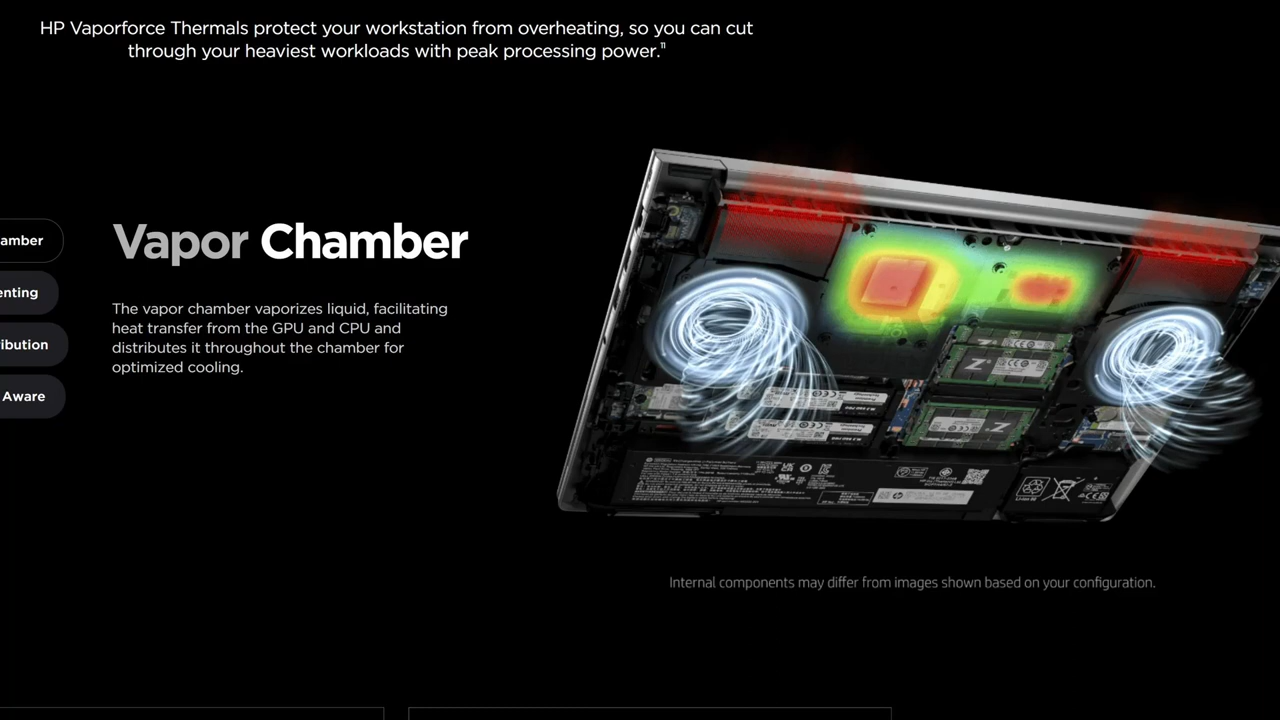 HP Vaporforce Thermals protect your workstation from overheating, so you can cut
through your heaviest workloads with peak processing power.¹¹
amber
enting
ibution
Aware
Vapor Chamber
The vapor chamber vaporizes liquid, facilitating
heat transfer from the GPU and CPU and
distributes it throughout the chamber for
optimized cooling.
Z
Z
Internal components may differ from images shown based on your configuration.